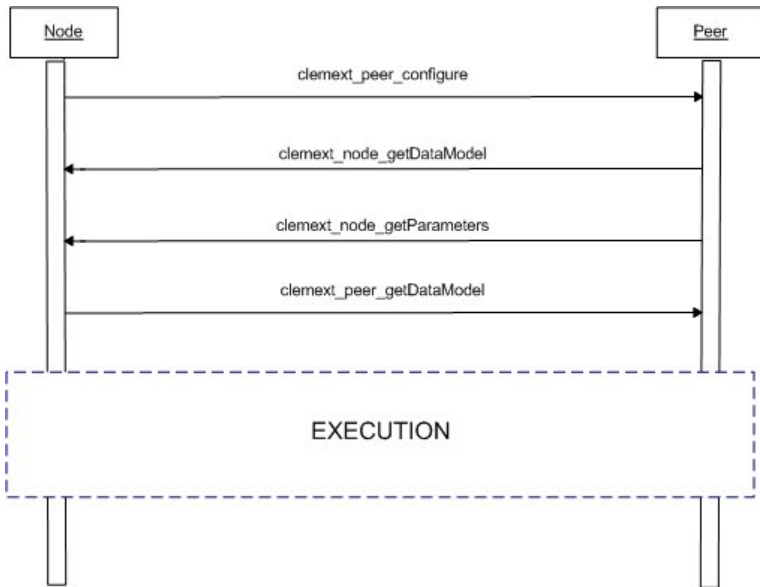 Node
Peer
clemext_peer_configure
clemext_node_getDataModel
clemext_node_getParameters
clemext_peer_getDataModel
EXECUTION